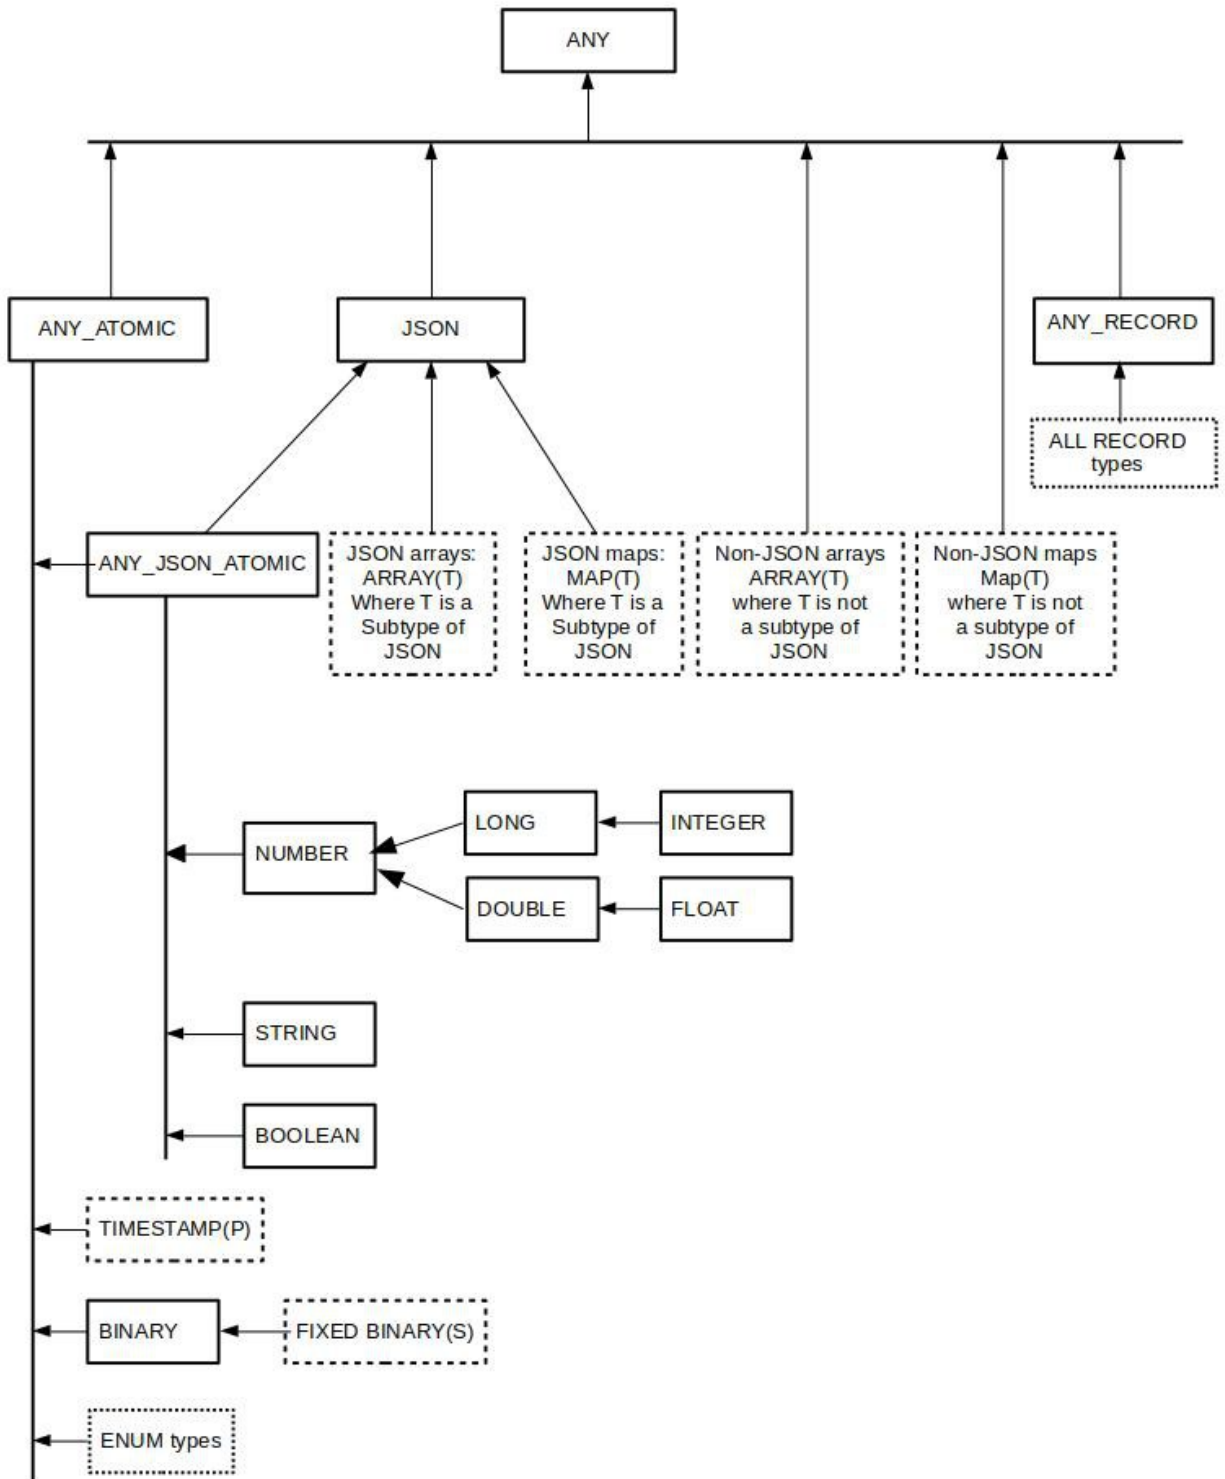 ANY
ANY_ATOMIC
JSON
ANY_RECORD
ALL RECORD
types
ANY_JSON_ATOMIC
JSON arrays:
ARRAY(T)
Where T is a
Subtype of
JSON
JSON maps:
MAP(T)
Where T is a
Subtype of
JSON
Non-JSON arrays
ARRAY(T)
where T is not
a subtype of
JSON
Non-JSON maps
Map(T)
where T is not
a subtype of
JSON
NUMBER
LONG
INTEGER
DOUBLE
FLOAT
STRING
BOOLEAN
TIMESTAMP(P)
BINARY
FIXED BINARY(S)
ENUM types